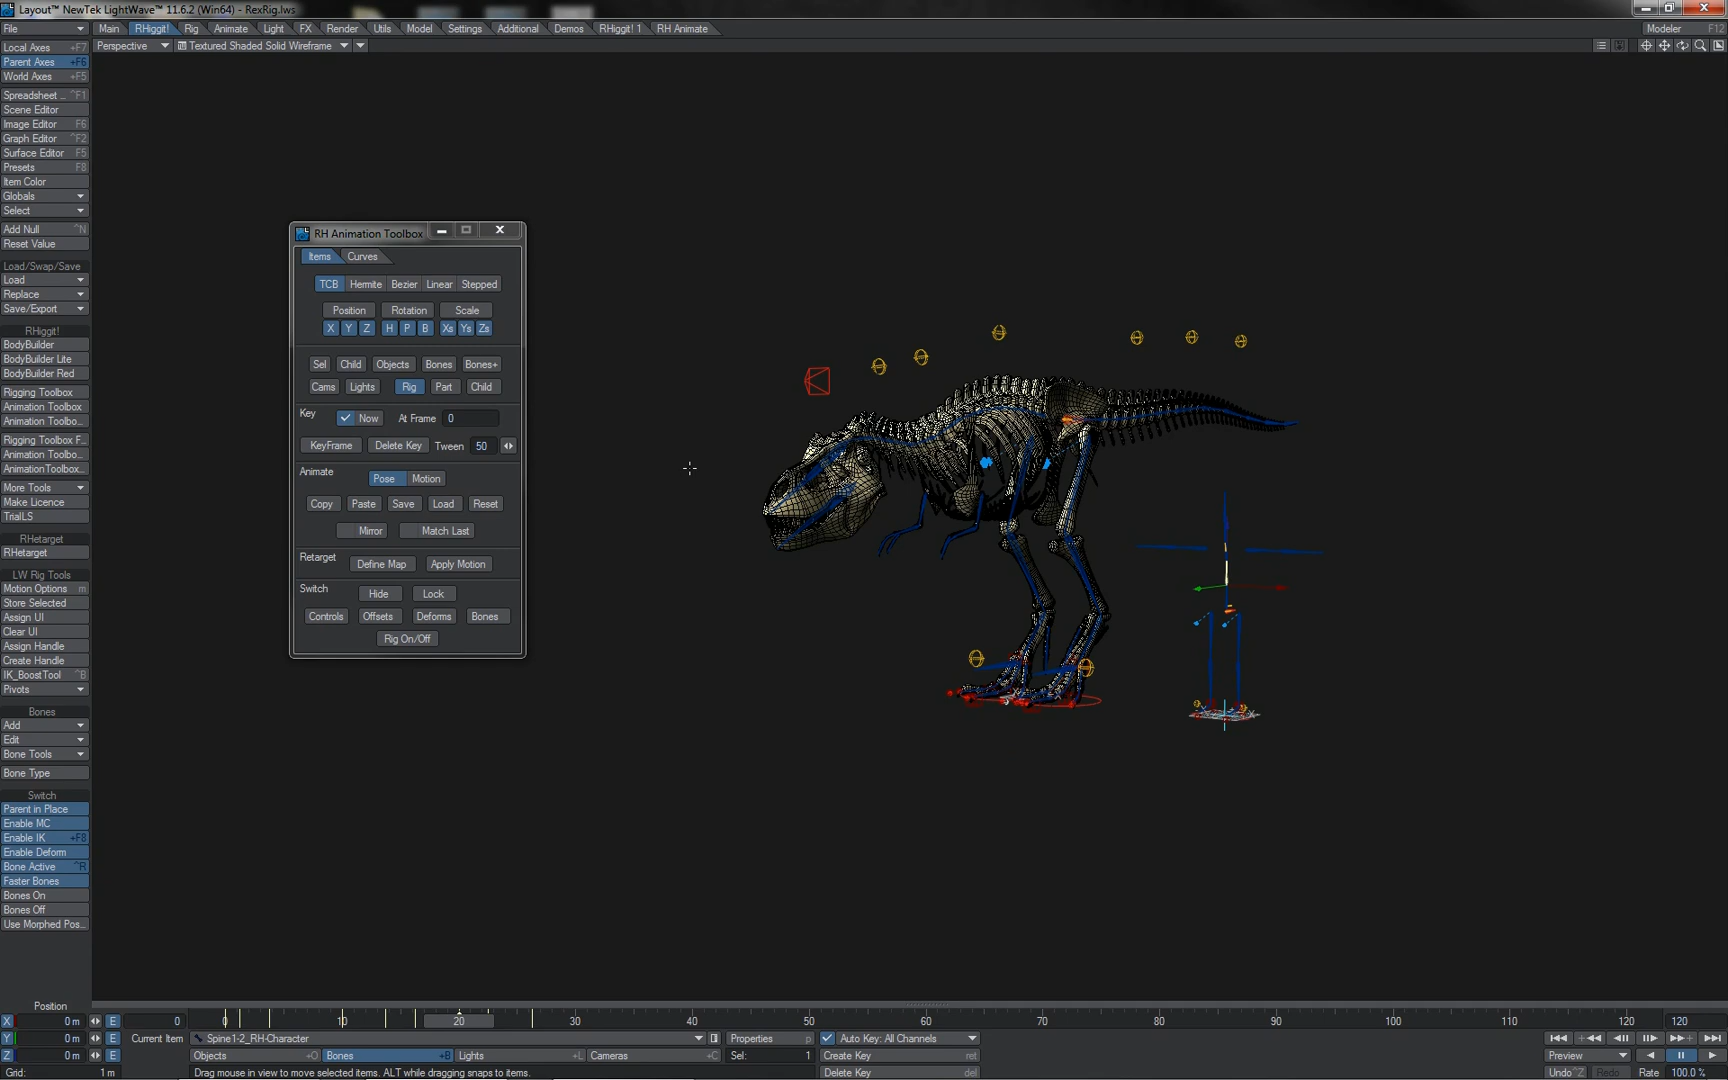 Layout™ NewTek LightWave™ 11.6.2 (Win64) - RexRig.lws
File
Main
RHiggit!
Rig
Animate
Light
FX
Render
Utils
Model
Settings
Additional
Demos
RHiggit! 1
RH Animate
Modeler F12
Local Axes +F7
Perspective
Textured Shaded Solid Wireframe
Parent Axes +F6
World Axes +F5
Spreadsheet ... ^F1
Scene Editor
Image Editor F6
Graph Editor ^F2
Surface Editor F5
Presets F8
Item Color
Globals
Select
Add Null ^N
Reset Value
Load/Swap/Save
Load
Replace
Save/Export
RHiggit!
BodyBuilder
BodyBuilder Lite
BodyBuilder Red
Rigging Toolbox
Animation Toolbox
Animation Toolbo...
Rigging Toolbox F...
Animation Toolbo...
AnimationToolbox...
More Tools
Make Licence
TrialLS
RHetarget
RHetarget
LW Rig Tools
Motion Options m
Store Selected
Assign UI
Clear UI
Assign Handle
Create Handle
IK_BoostTool ^B
Pivots
Bones
Add
Edit
Bone Tools
Bone Type
Switch
Parent in Place
Enable MC
Enable IK +F8
Enable Deform
Bone Active ^R
Faster Bones
Bones On
Bones Off
Use Morphed Pos...
RH Animation Toolbox
Items
Curves
TCB
Hermite
Bezier
Linear
Stepped
Position
Rotation
Scale
X Y Z H P B Xs Ys Zs
Sel
Child
Objects
Bones
Bones+
Cams
Lights
Rig
Part
Child
Key
Now
At Frame 0
KeyFrame
Delete Key
Tween 50
Animate
Pose
Motion
Copy
Paste
Save
Load
Reset
Mirror
Match Last
Retarget
Define Map
Apply Motion
Switch
Hide
Lock
Controls
Offsets
Deforms
Bones
Rig On/Off
Position
X 0 m E
0
0 10 20 30 40 50 60 70 80 90 100 110 120
120
Y 0 m E
Current Item
Spine1-2_RH-Character
Properties p
Auto Key: All Channels
Z 0 m E
Objects +O
Bones +B
Lights +L
Cameras +C
Sel: 1
Create Key ret
Preview
Grid: 1 m
Drag mouse in view to move selected items. ALT while dragging snaps to items.
Delete Key del
Undo ^Z
Redo
Rate 100.0 %